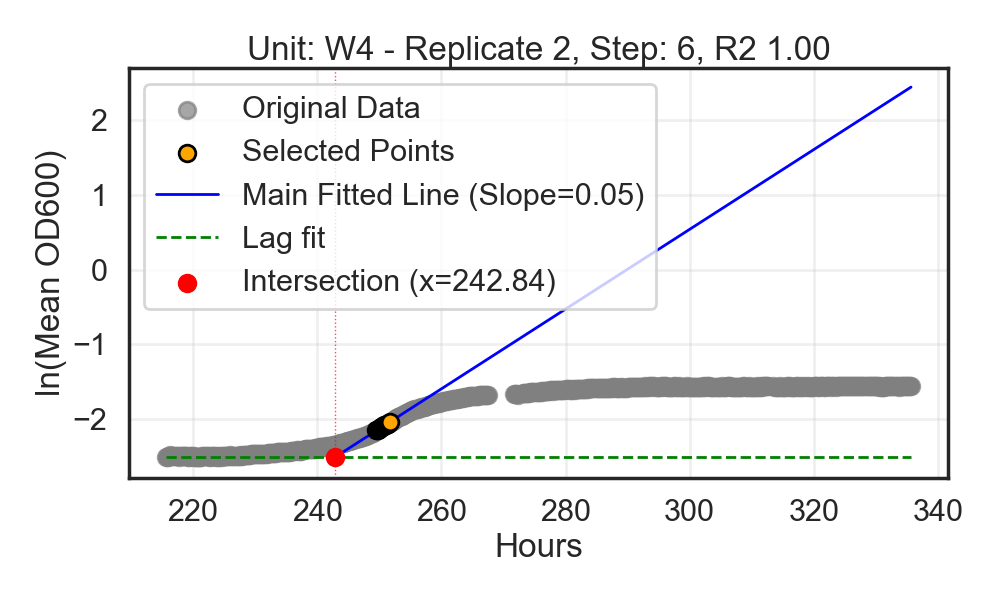 Unit: W4 - Replicate 2, Step: 6, R2 1.00
Original Data
Selected Points
Main Fitted Line (Slope=0.05)
Lag fit
Intersection (x=242.84)
ln(Mean OD600)
2
1
0
−1
−2
220 240 260 280 300 320 340
Hours